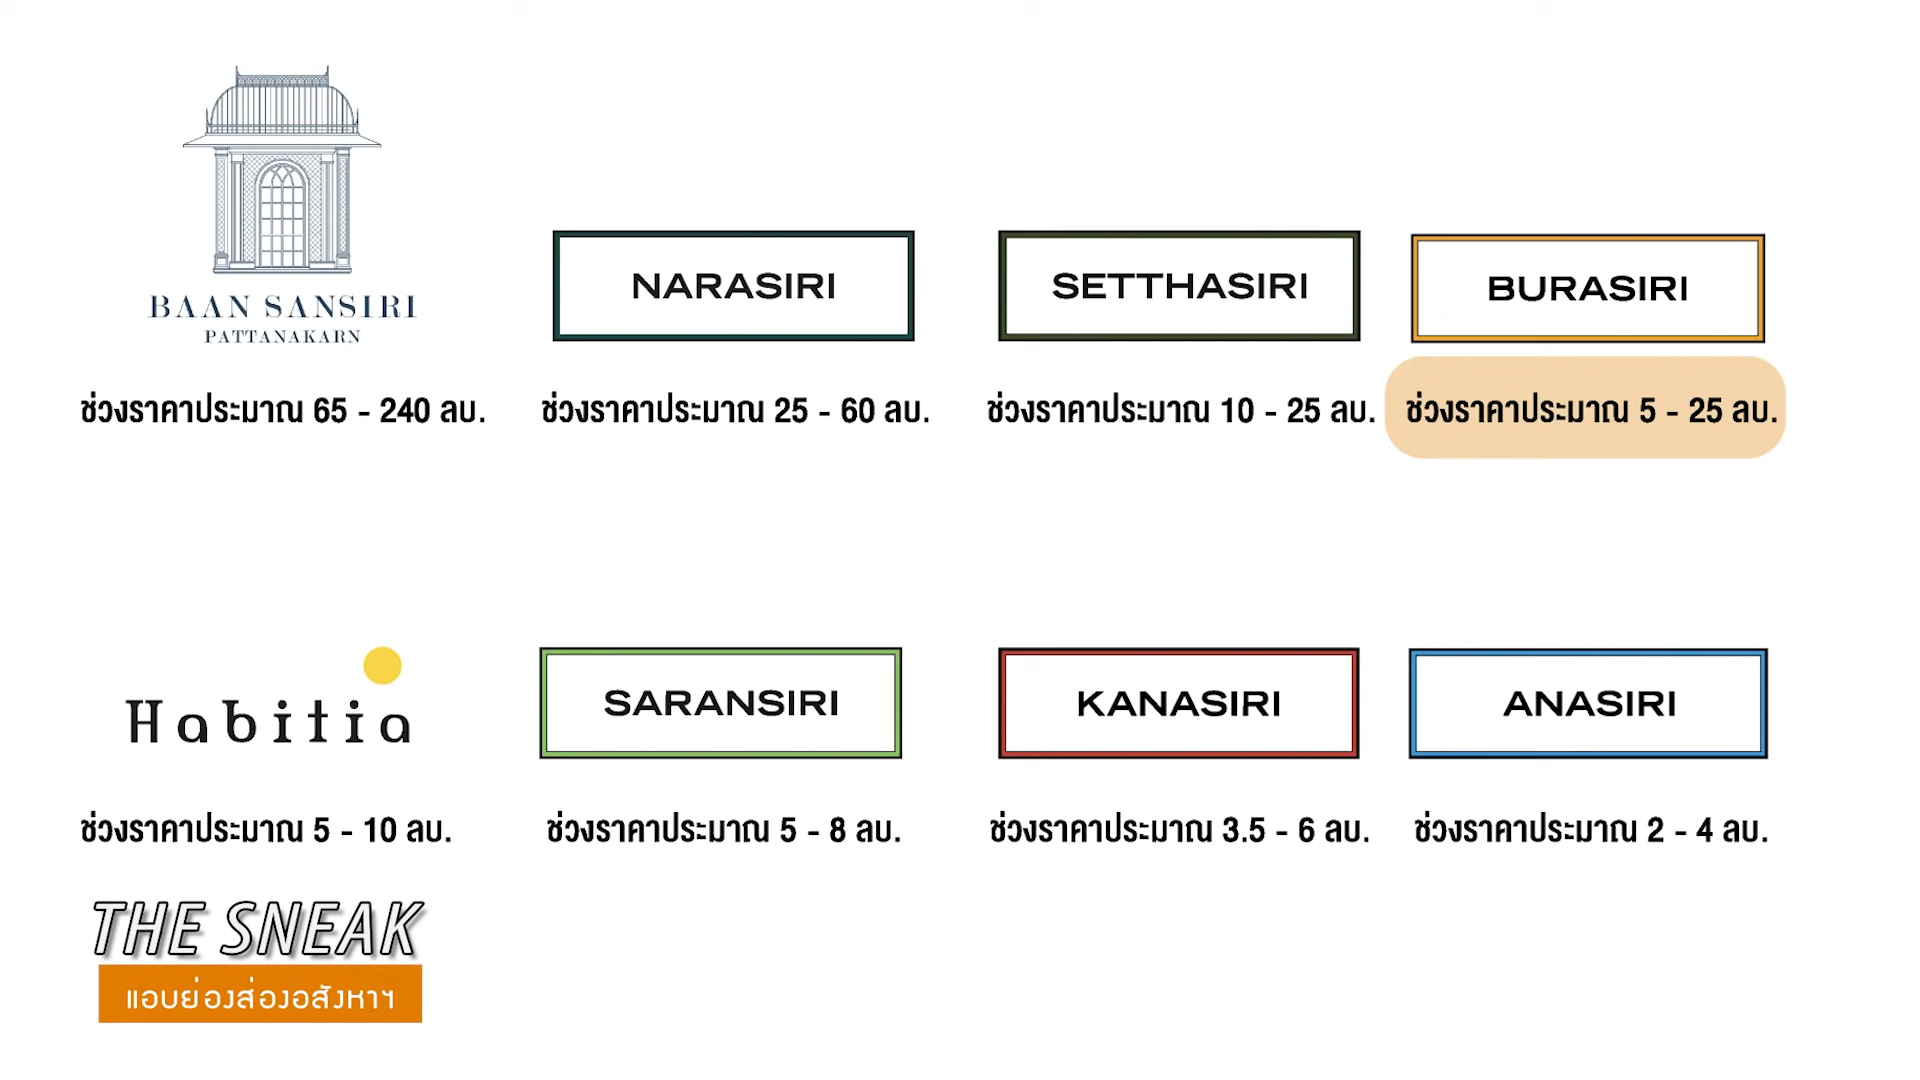 BAAN SANSIRI
PATTANAKARN
ช่วงราคาประมาณ 65 - 240 ลบ.
NARASIRI
ช่วงราคาประมาณ 25 - 60 ลบ.
SETTHASIRI
ช่วงราคาประมาณ 10 - 25 ลบ.
BURASIRI
ช่วงราคาประมาณ 5 - 25 ลบ.
Habitia
ช่วงราคาประมาณ 5 - 10 ลบ.
SARANSIRI
ช่วงราคาประมาณ 5 - 8 ลบ.
KANASIRI
ช่วงราคาประมาณ 3.5 - 6 ลบ.
ANASIRI
ช่วงราคาประมาณ 2 - 4 ลบ.
THE SNEAK
แอบย่องส่องอสังหาฯ